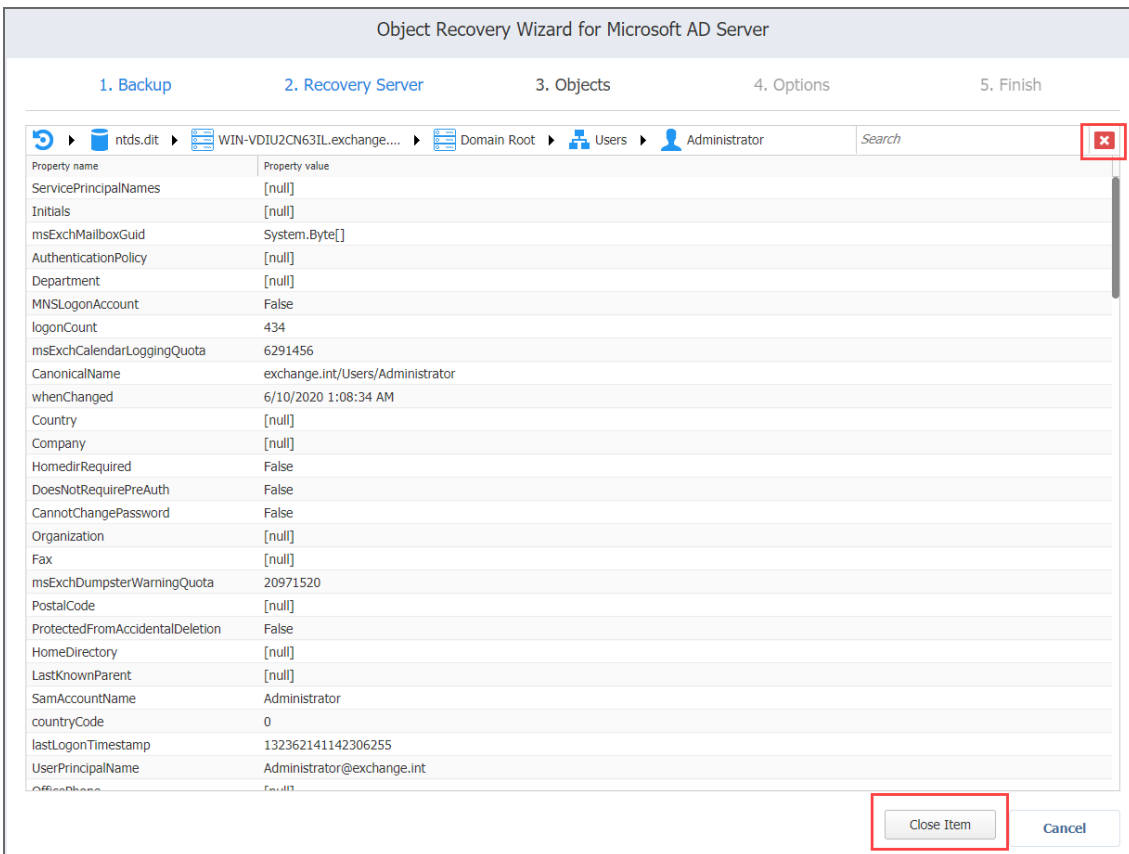 Object Recovery Wizard for Microsoft AD Server
1. Backup 2. Recovery Server 3. Objects 4. Options 5. Finish
ntds.dit WIN-VDIU2CN63IL.exchange.... Domain Root Users Administrator Search
Property name Property value
ServicePrincipalNames [null]
Initials [null]
msExchMailboxGuid System.Byte[]
AuthenticationPolicy [null]
Department [null]
MNSLogonAccount False
logonCount 434
msExchCalendarLoggingQuota 6291456
CanonicalName exchange.int/Users/Administrator
whenChanged 6/10/2020 1:08:34 AM
Country [null]
Company [null]
HomedirRequired False
DoesNotRequirePreAuth False
CannotChangePassword False
Organization [null]
Fax [null]
msExchDumpsterWarningQuota 20971520
PostalCode [null]
ProtectedFromAccidentalDeletion False
HomeDirectory [null]
LastKnownParent [null]
SamAccountName Administrator
countryCode 0
lastLogonTimestamp 132362141142306255
UserPrincipalName Administrator@exchange.int
OfficePhone [null]
Close Item Cancel